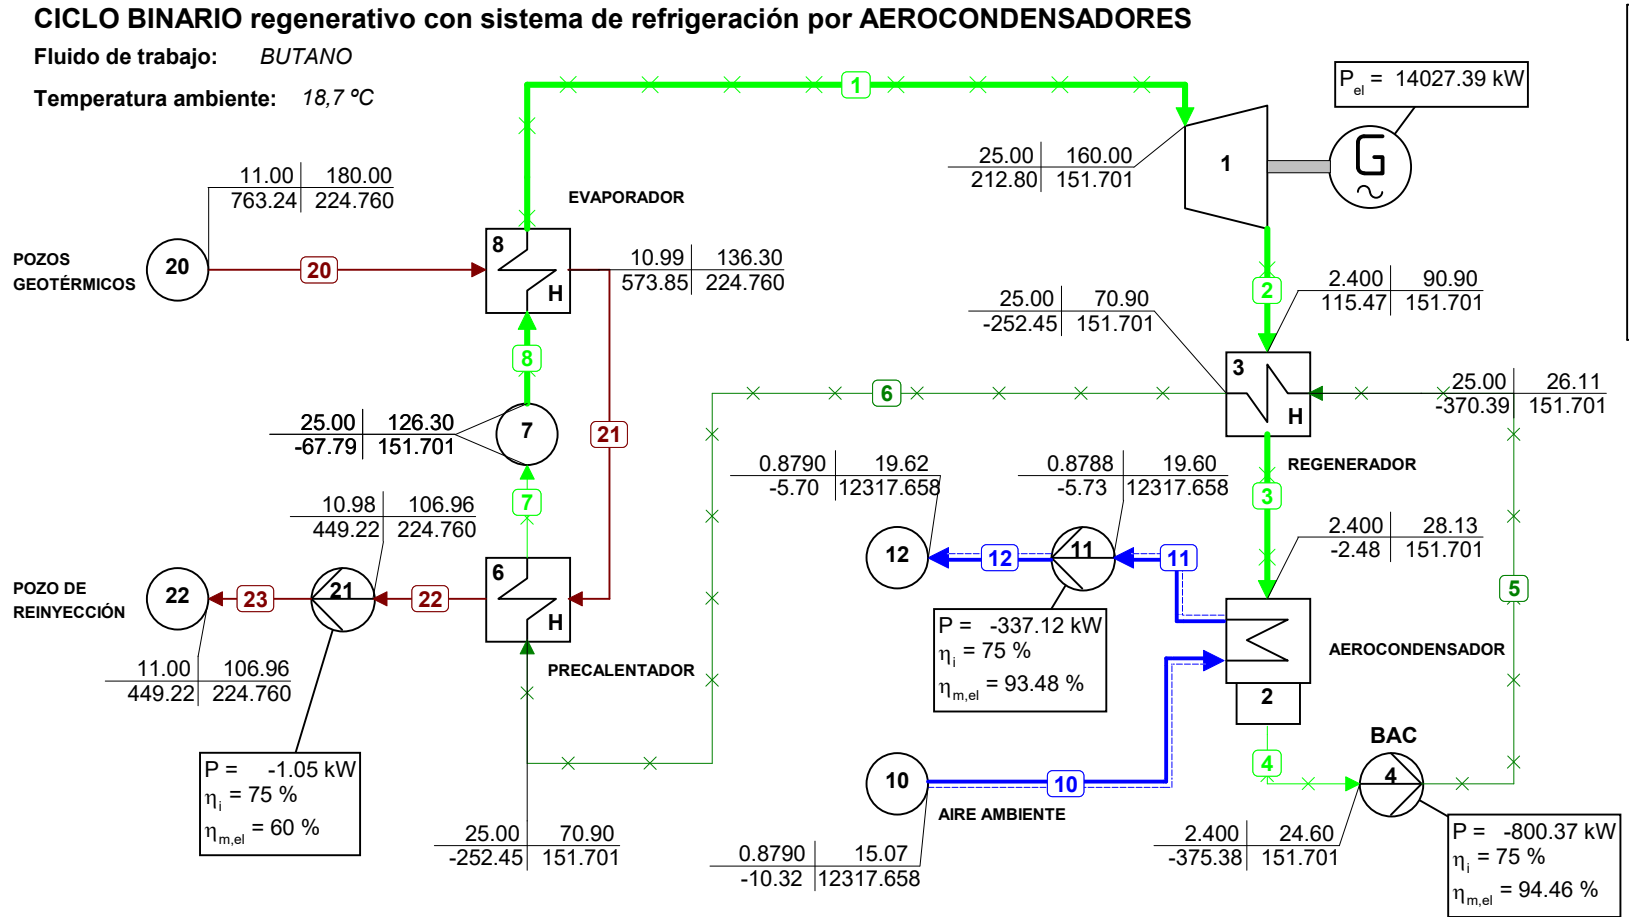 CICLO BINARIO regenerativo con sistema de refrigeración por AEROCONDENSADORES
Fluido de trabajo: BUTANO
Temperatura ambiente: 18,7 ºC
1
P el = 14027.39 kW
G
1
25.00 160.00
212.80 151.701
11.00 180.00
763.24 224.760
EVAPORADOR
POZOS
GEOTÉRMICOS
20
20
8
H
10.99 136.30
573.85 224.760
2
2.400 90.90
115.47 151.701
25.00 70.90
-252.45 151.701
8
3
H
6
25.00 26.11
-370.39 151.701
25.00 126.30
-67.79 151.701
7
21
REGENERADOR
0.8790 19.62
-5.70 12317.658
0.8788 19.60
-5.73 12317.658
3
7
10.98 106.96
449.22 224.760
2.400 28.13
-2.48 151.701
12
12
11
11
POZO DE
REINYECCIÓN
22
23
21
22
6
H
5
PRECALENTADOR
P = -337.12 kW
ηi = 75 %
ηm,el = 93.48 %
AEROCONDENSADOR
2
11.00 106.96
449.22 224.760
BAC
P = -1.05 kW
ηi = 75 %
ηm,el = 60 %
10
10
AIRE AMBIENTE
4
4
25.00 70.90
-252.45 151.701
0.8790 15.07
-10.32 12317.658
2.400 24.60
-375.38 151.701
P = -800.37 kW
ηi = 75 %
ηm,el = 94.46 %